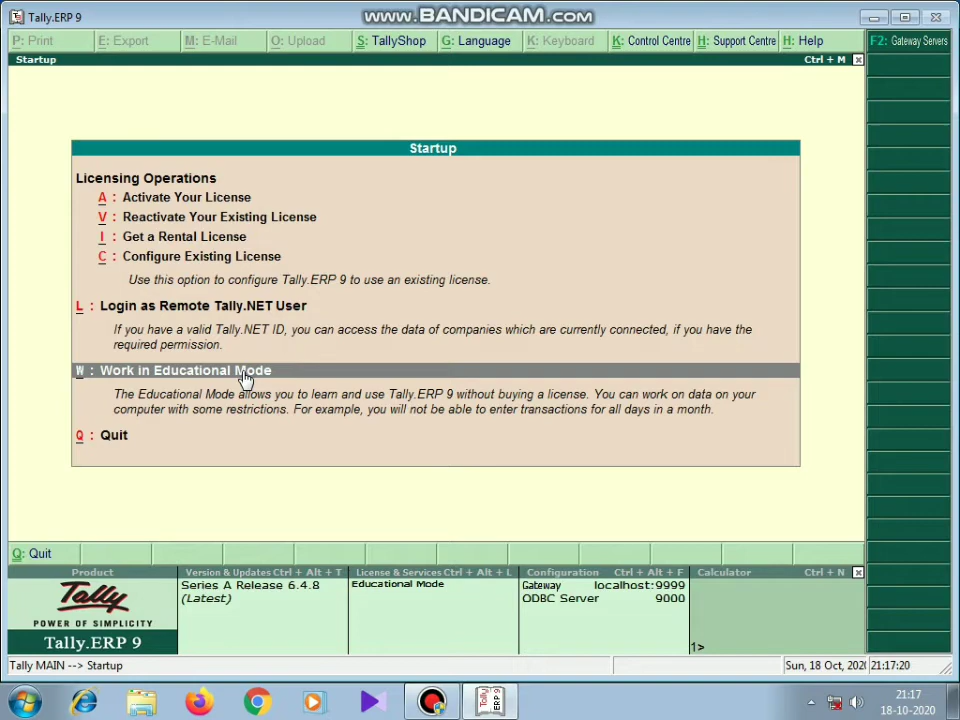 Tally.ERP 9
www.BANDICAM.com
P: Print E: Export M: E-Mail O: Upload S: TallyShop G: Language K: Keyboard K: Control Centre H: Support Centre H: Help F2: Gateway Servers
Startup Ctrl + M
Startup
Licensing Operations
A : Activate Your License
V : Reactivate Your Existing License
I : Get a Rental License
C : Configure Existing License
Use this option to configure Tally.ERP 9 to use an existing license.
L : Login as Remote Tally.NET User
If you have a valid Tally.NET ID, you can access the data of companies which are currently connected, if you have the
required permission.
W : Work in Educational Mode
The Educational Mode allows you to learn and use Tally.ERP 9 without buying a license. You can work on data on your
computer with some restrictions. For example, you will not be able to enter transactions for all days in a month.
Q : Quit
Q: Quit
Product Version & Updates Ctrl + Alt + T License & Services Ctrl + Alt + L Configuration Ctrl + Alt + F Calculator Ctrl + N
Tally
POWER OF SIMPLICITY
Tally.ERP 9
Series A Release 6.4.8
(Latest)
Educational Mode
Gateway localhost:9999
ODBC Server 9000
1>
Tally MAIN --> Startup Sun, 18 Oct, 2020 21:17:20
Tally ERP 9
21:17
18-10-2020